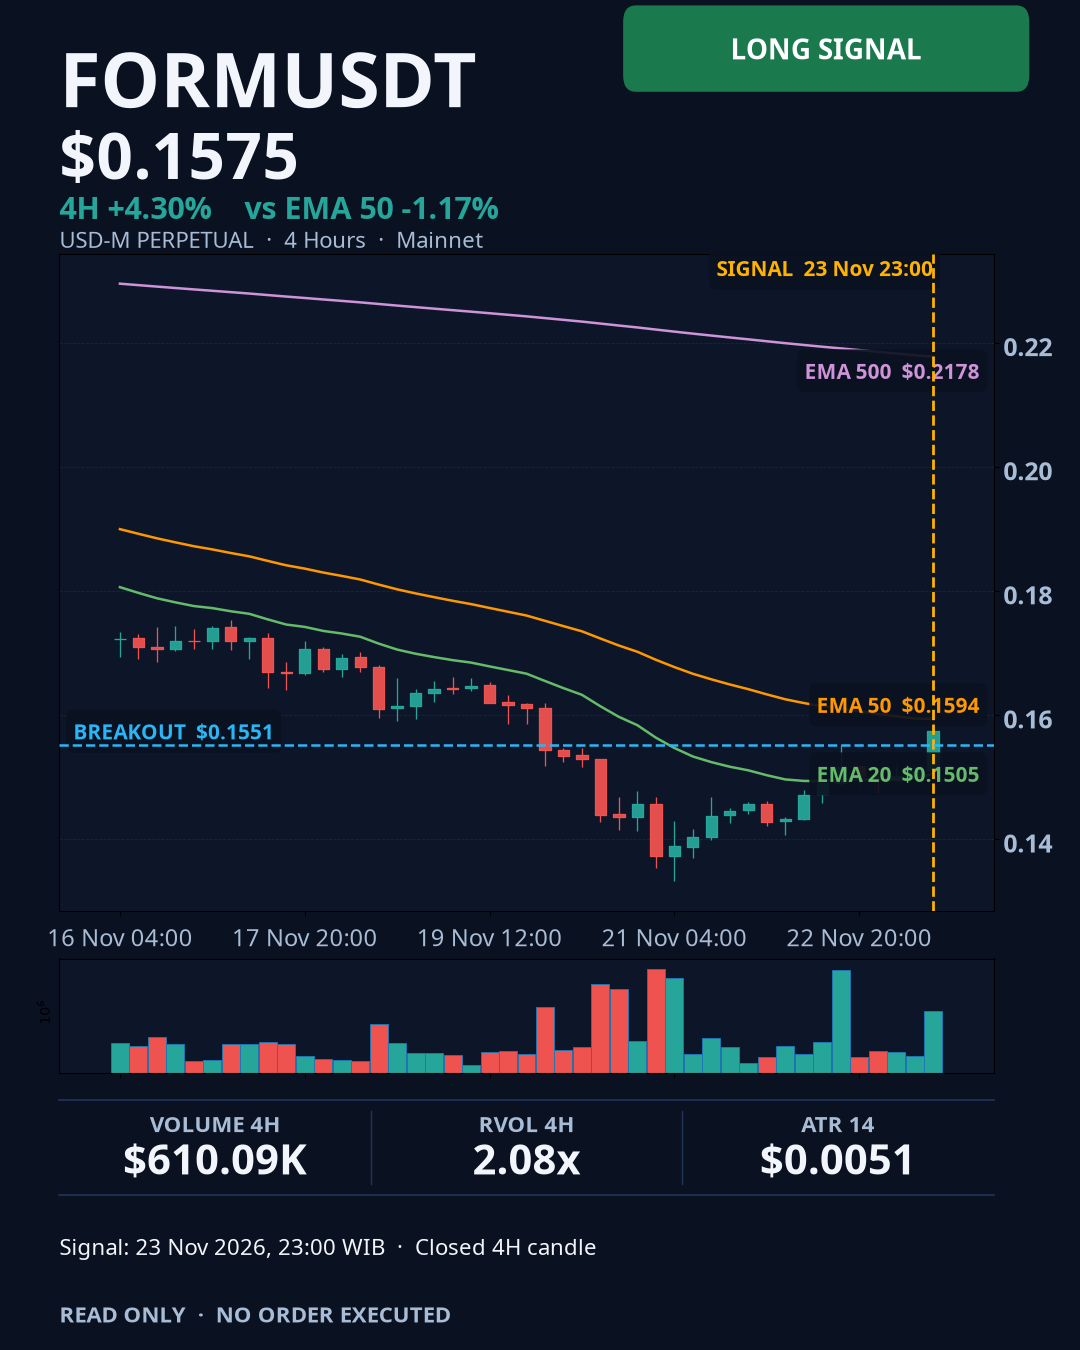 LONG SIGNAL
FORMUSDT
$0.1575
4H +4.30% vs EMA 50 -1.17%
USD-M PERPETUAL · 4 Hours · Mainnet
SIGNAL 23 Nov 23:00
0.22
EMA 500 $0.2178
0.20
0.18
EMA 50 $0.1594
0.16
BREAKOUT $0.1551
EMA 20 $0.1505
0.14
16 Nov 04:00 17 Nov 20:00 19 Nov 12:00 21 Nov 04:00 22 Nov 20:00
10⁶
VOLUME 4H RVOL 4H ATR 14
$610.09K 2.08x $0.0051
Signal: 23 Nov 2026, 23:00 WIB · Closed 4H candle
READ ONLY · NO ORDER EXECUTED